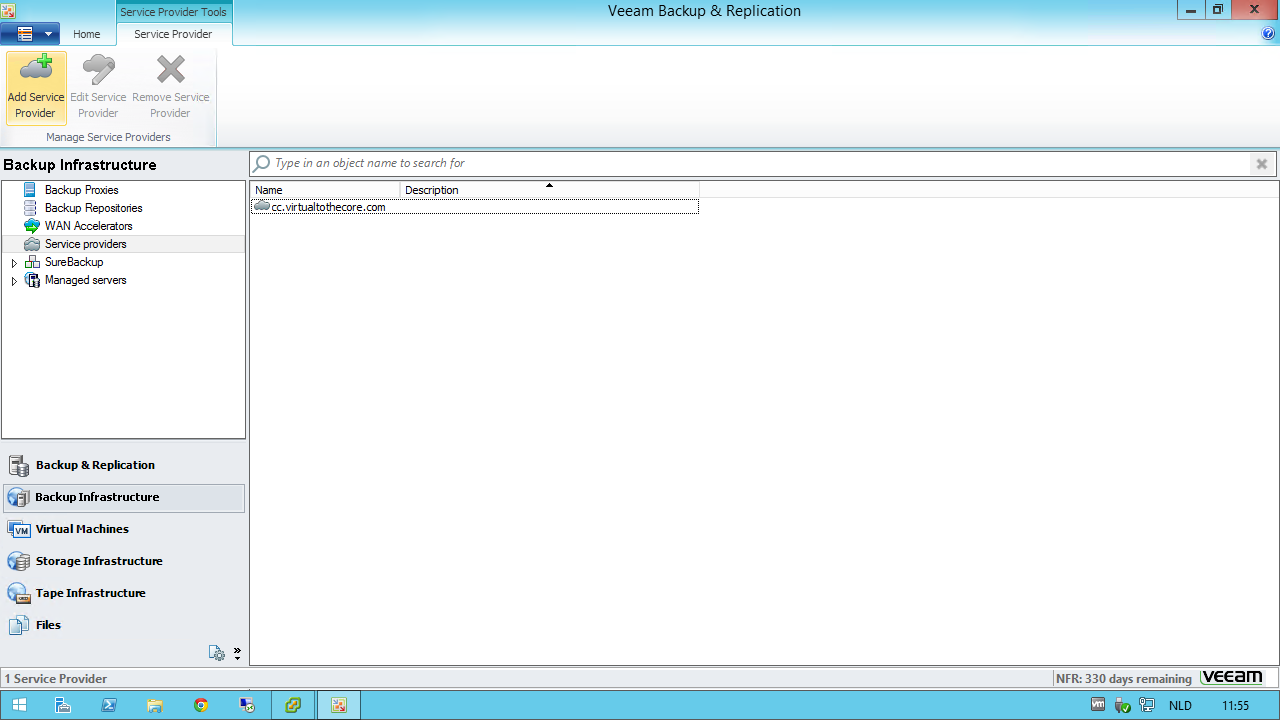 Service Provider Tools
Veeam Backup & Replication
Home
Service Provider
Add Service Provider
Edit Service Provider
Remove Service Provider
Manage Service Providers
Backup Infrastructure
Type in an object name to search for
Backup Proxies
Backup Repositories
WAN Accelerators
Service providers
SureBackup
Managed servers
Name
Description
cc.virtualtothecore.com
Backup & Replication
Backup Infrastructure
VM
Virtual Machines
Storage Infrastructure
Tape Infrastructure
Files
1 Service Provider
NFR: 330 days remaining
veeam
vm
NLD
11:55